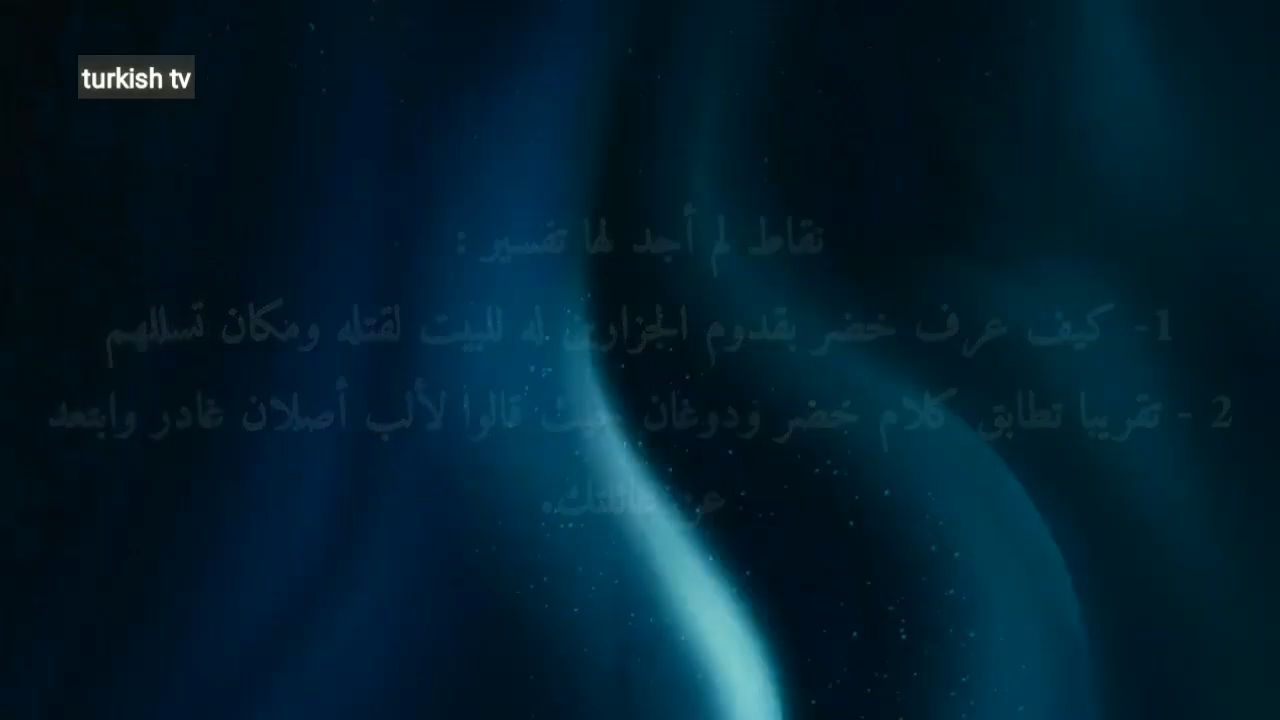 turkish tv
نقاط لم أجد لها تفسير :
1- كيف عرف خضر بقدوم الجزارين له للبيت لقتله ومكان تسللهم
2 - تقريبا تطابق كلام خضر ودوغان حيث قالوا لألب أصلان غادر وابتعد
عن عائلتك.